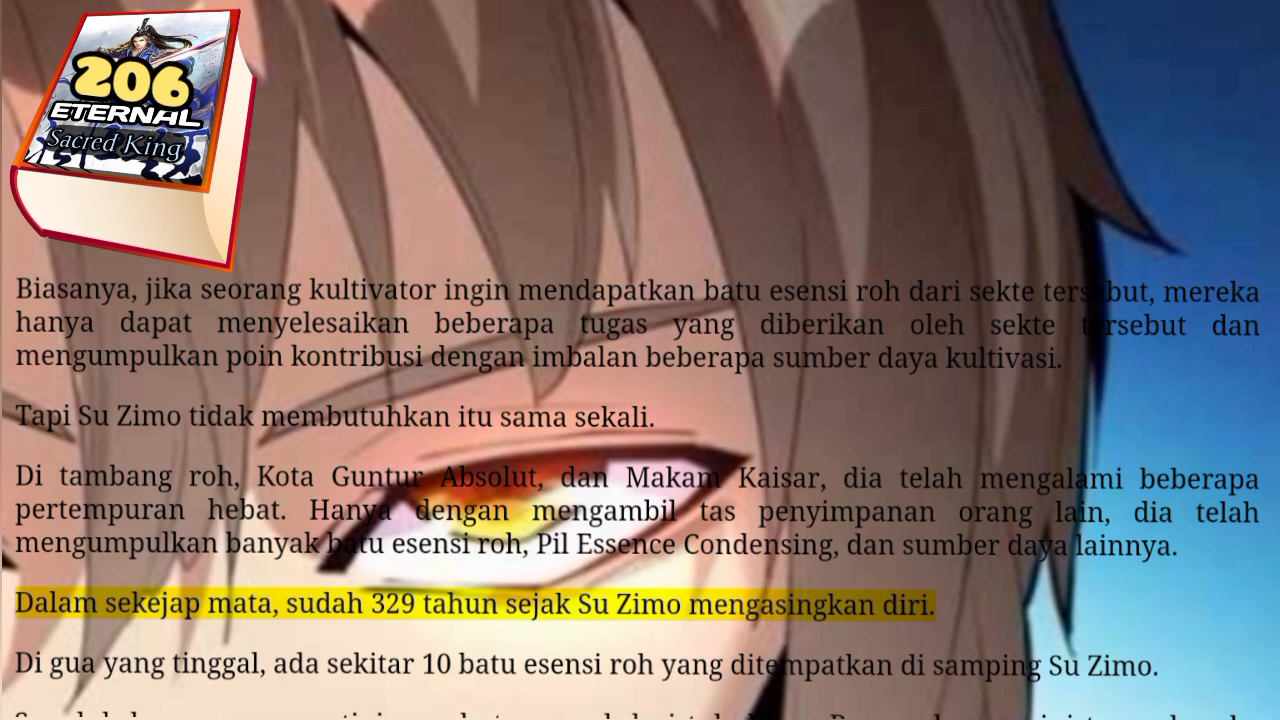 206
ETERNAL
Sacred King
Biasanya, jika seorang kultivator ingin mendapatkan batu esensi roh dari sekte tersebut, mereka
hanya dapat menyelesaikan beberapa tugas yang diberikan oleh sekte tersebut dan
mengumpulkan poin kontribusi dengan imbalan beberapa sumber daya kultivasi.
Tapi Su Zimo tidak membutuhkan itu sama sekali.
Di tambang roh, Kota Guntur Absolut, dan Makam Kaisar, dia telah mengalami beberapa
pertempuran hebat. Hanya dengan mengambil tas penyimpanan orang lain, dia telah
mengumpulkan banyak batu esensi roh, Pil Essence Condensing, dan sumber daya lainnya.
Dalam sekejap mata, sudah 329 tahun sejak Su Zimo mengasingkan diri.
Di gua yang tinggal, ada sekitar 10 batu esensi roh yang ditempatkan di samping Su Zimo.